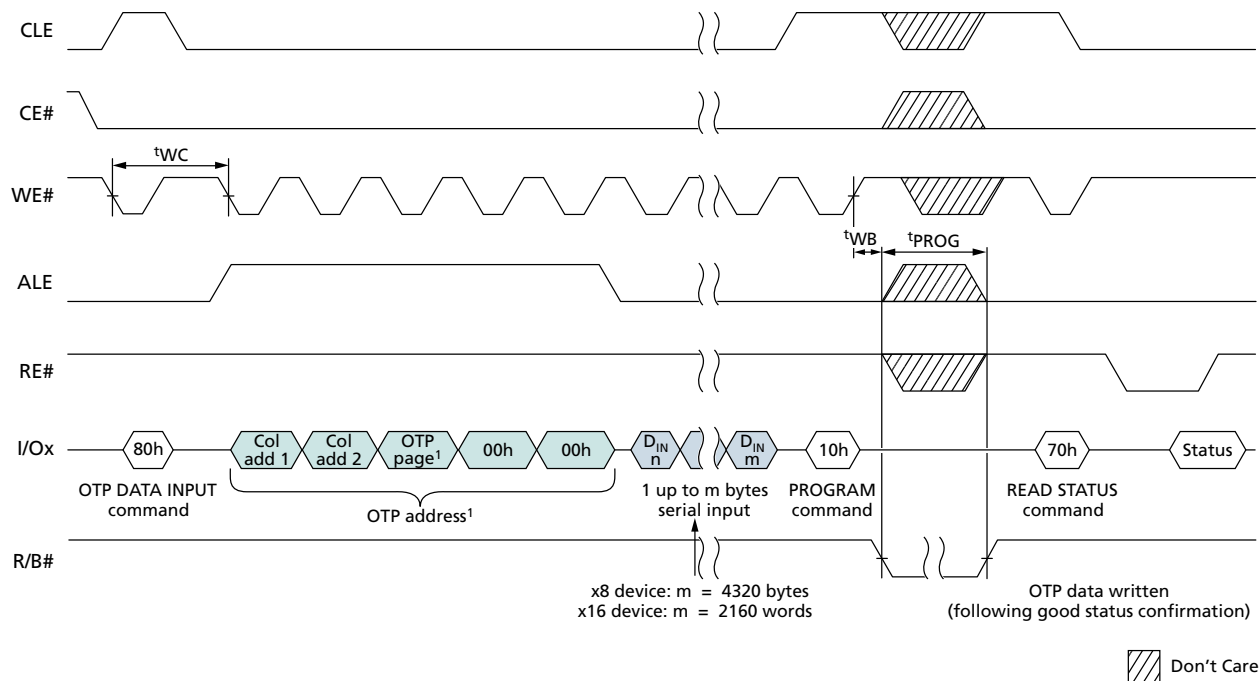 CLE
CE#
tWC
WE#
tWB
tPROG
ALE
RE#
I/Ox
80h
Col add 1
Col add 2
OTP page1
00h
00h
DIN n
DIN m
10h
70h
Status
OTP DATA INPUT
command
OTP address1
1 up to m bytes
serial input
PROGRAM
command
READ STATUS
command
R/B#
x8 device: m = 4320 bytes
x16 device: m = 2160 words
OTP data written
(following good status confirmation)
Don't Care